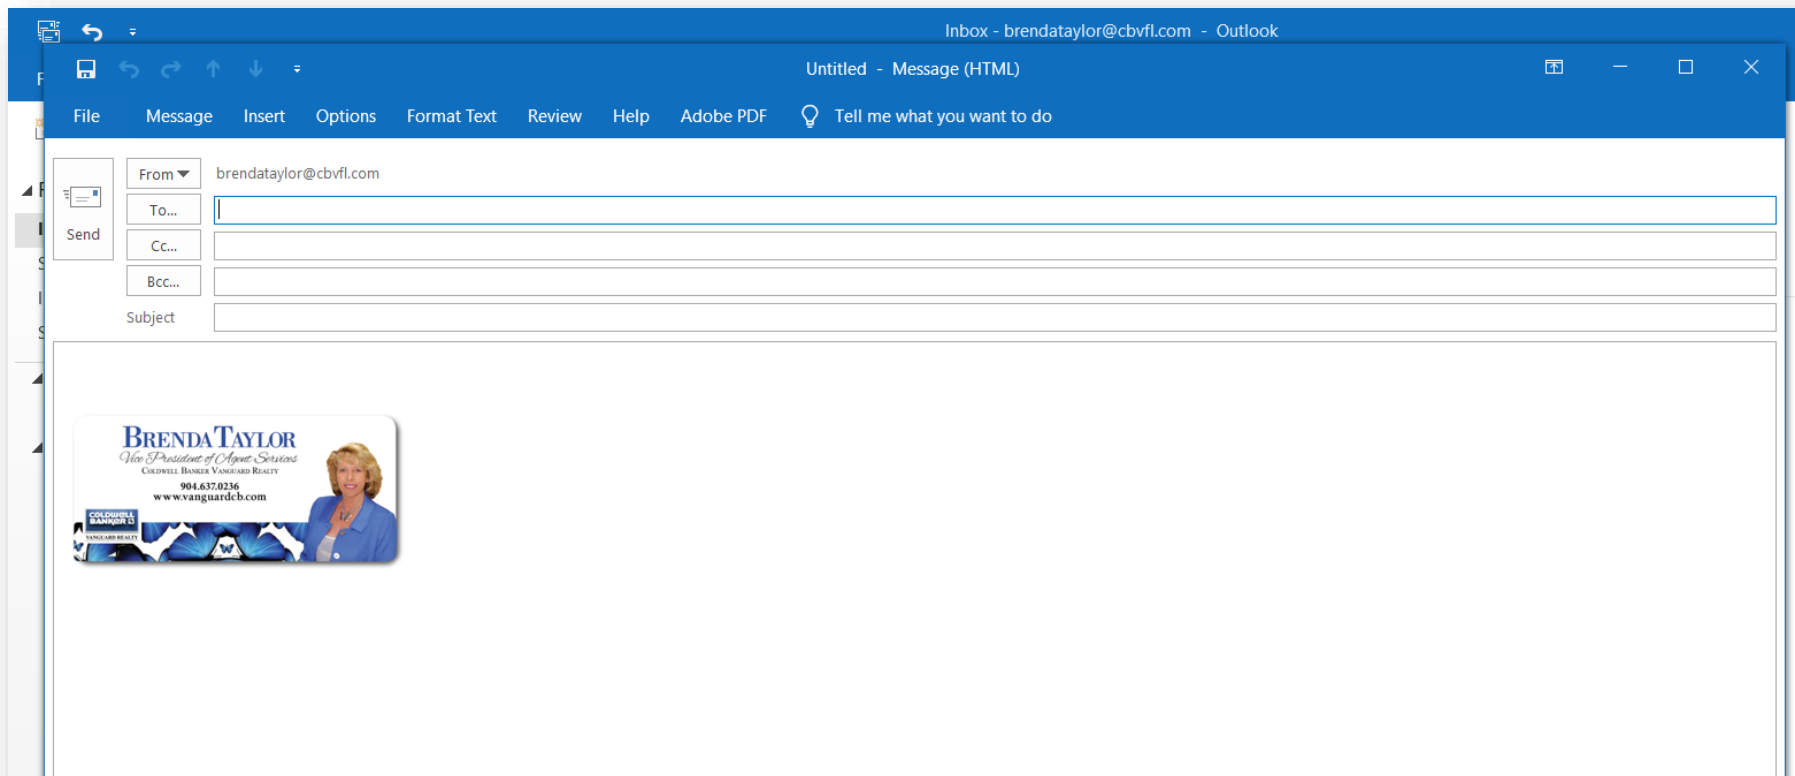 Inbox - brendataylor@cbvfl.com - Outlook
Untitled - Message (HTML)
File Message Insert Options Format Text Review Help Adobe PDF Tell me what you want to do
From brendataylor@cbvfl.com
To...
Send
Cc...
Bcc...
Subject
BRENDA TAYLOR
Vice President of Agent Services
COLDWELL BANKER VANGUARD REALTY
904.637.0236
www.vanguardcb.com
COLDWELL
BANKER
VANGUARD REALTY